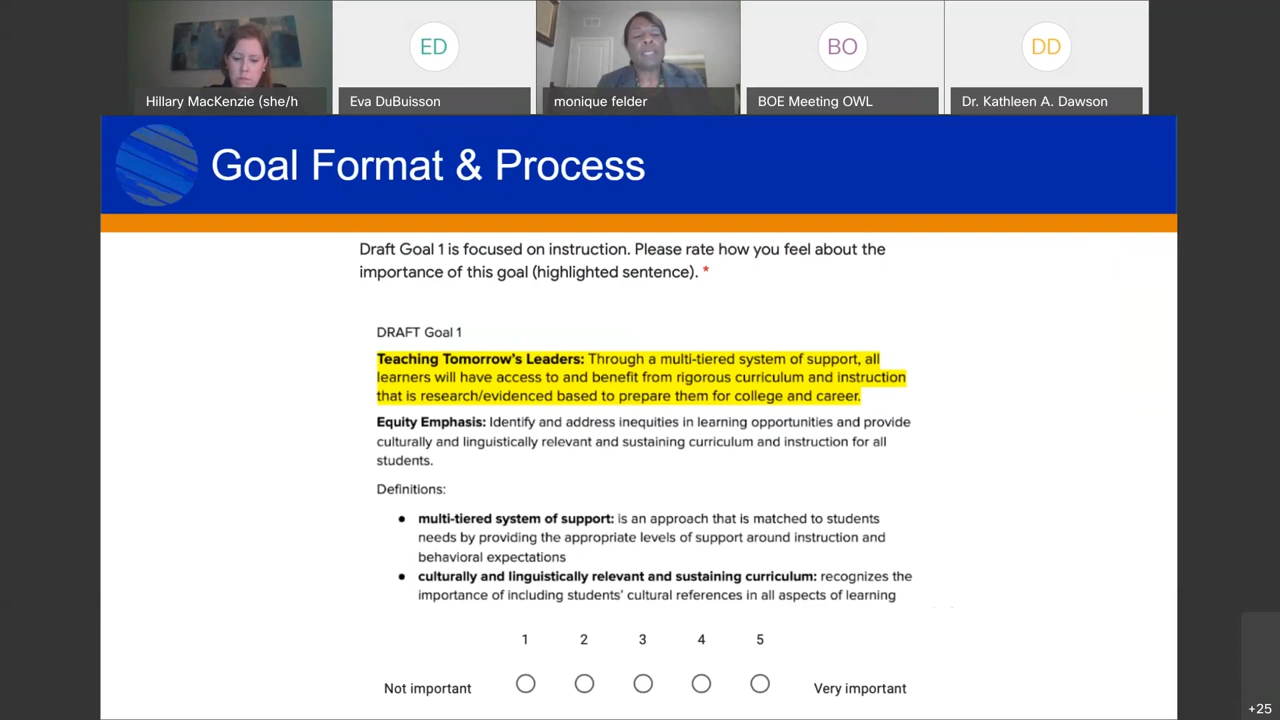 ED
BO
DD
Hillary MacKenzie (she/h
Eva DuBuisson
monique felder
BOE Meeting OWL
Dr. Kathleen A. Dawson
Goal Format & Process
Draft Goal 1 is focused on instruction. Please rate how you feel about the
importance of this goal (highlighted sentence). *
DRAFT Goal 1
Teaching Tomorrow's Leaders: Through a multi-tiered system of support, all
learners will have access to and benefit from rigorous curriculum and instruction
that is research/evidenced based to prepare them for college and career.
Equity Emphasis: Identify and address inequities in learning opportunities and provide
culturally and linguistically relevant and sustaining curriculum and instruction for all
students.
Definitions:
● multi-tiered system of support: is an approach that is matched to students
needs by providing the appropriate levels of support around instruction and
behavioral expectations
● culturally and linguistically relevant and sustaining curriculum: recognizes the
importance of including students' cultural references in all aspects of learning
1 2 3 4 5
Not important Very important
+25